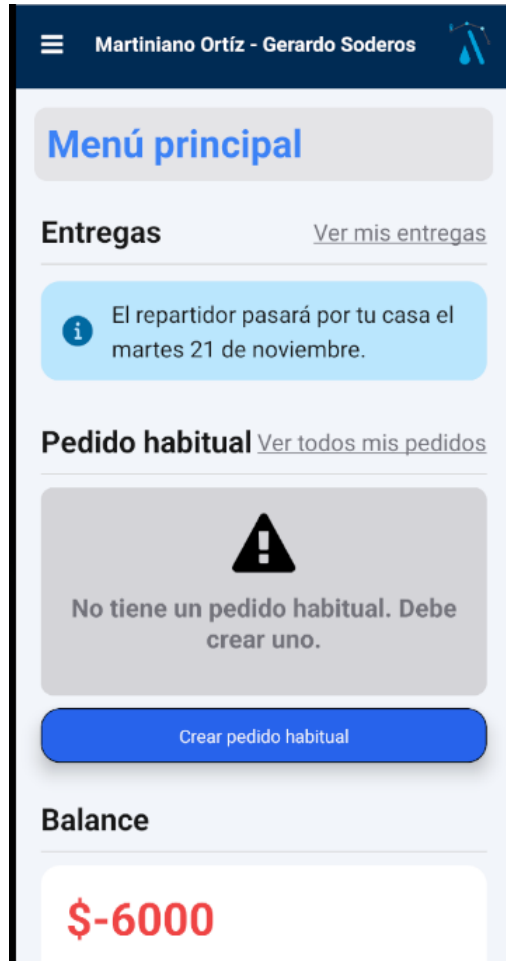 Martiniano Ortíz - Gerardo Soderos
Menú principal
Entregas Ver mis entregas
El repartidor pasará por tu casa el
martes 21 de noviembre.
Pedido habitual Ver todos mis pedidos
No tiene un pedido habitual. Debe
crear uno.
Crear pedido habitual
Balance
$-6000